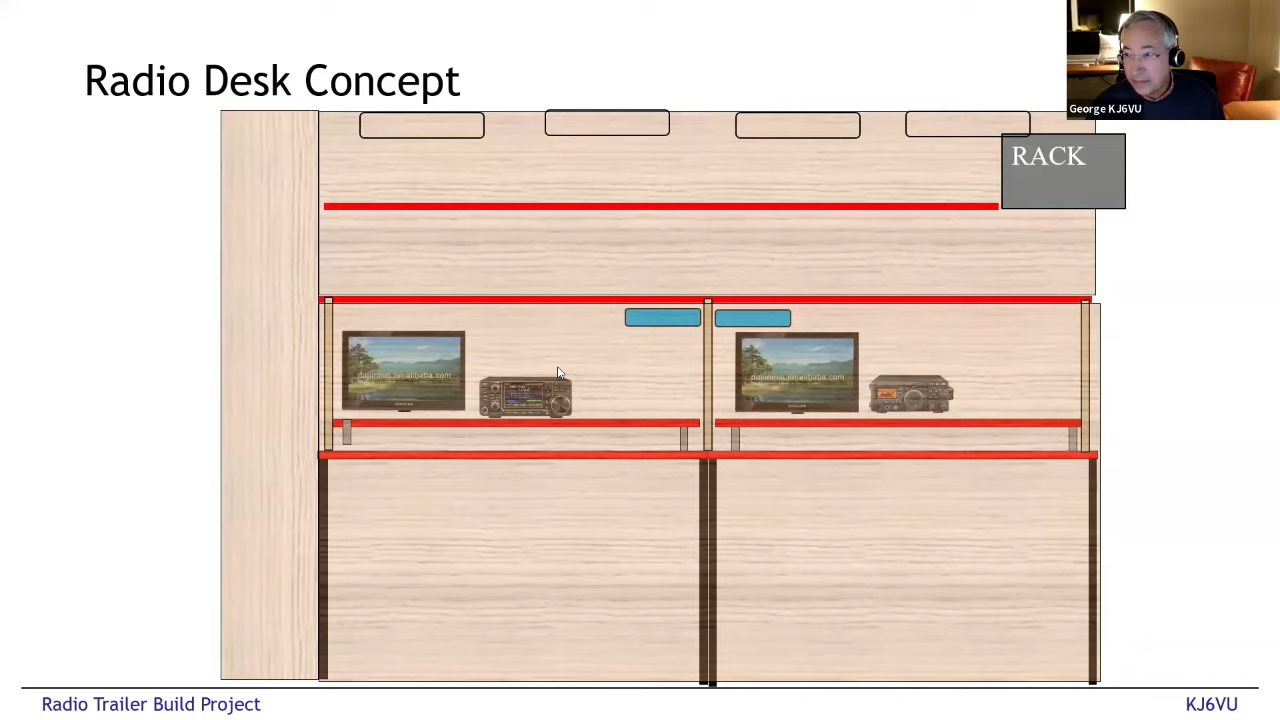 Radio Desk Concept
George KJ6VU
RACK
Radio Trailer Build Project
KJ6VU